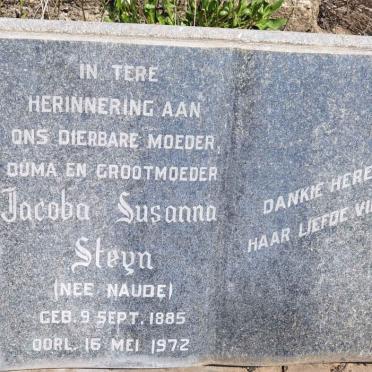 IN TERE
HERINNERING AAN
ONS DIERBARE MOEDER,
OUMA EN GROOTMOEDER
Jacoba Susanna
Steyn
(NEE NAUDE)
GEB. 9 SEPT. 1885
OORL. 16 MEI 1972
DANKIE HERE
HAAR LIEFDE